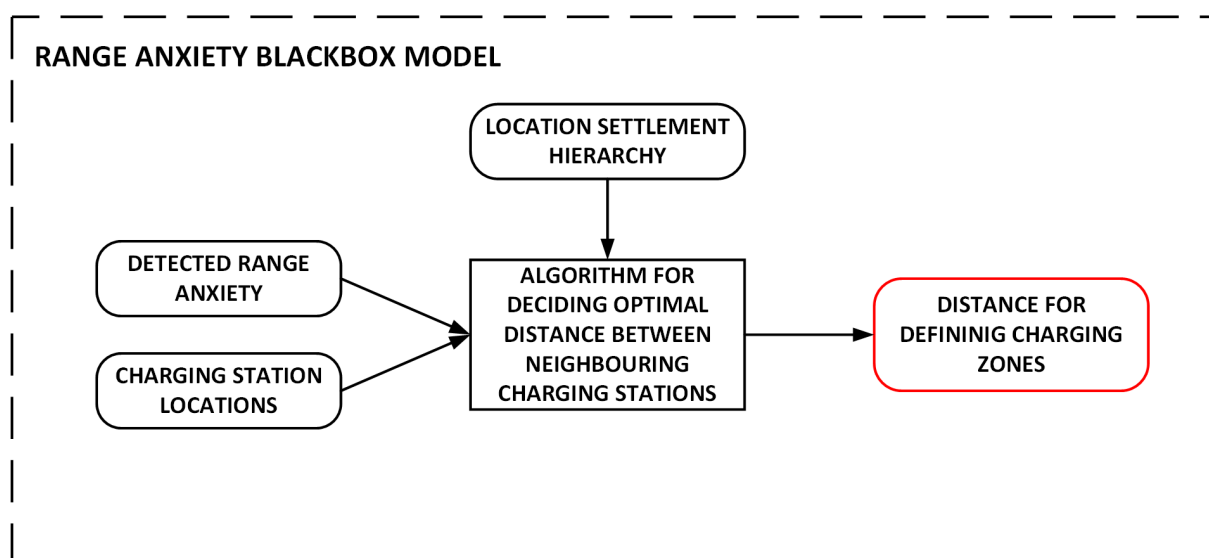 RANGE ANXIETY BLACKBOX MODEL
LOCATION SETTLEMENT
HIERARCHY
DETECTED RANGE
ANXIETY
CHARGING STATION
LOCATIONS
ALGORITHM FOR
DECIDING OPTIMAL
DISTANCE BETWEEN
NEIGHBOURING
CHARGING STATIONS
DISTANCE FOR
DEFININIG CHARGING
ZONES